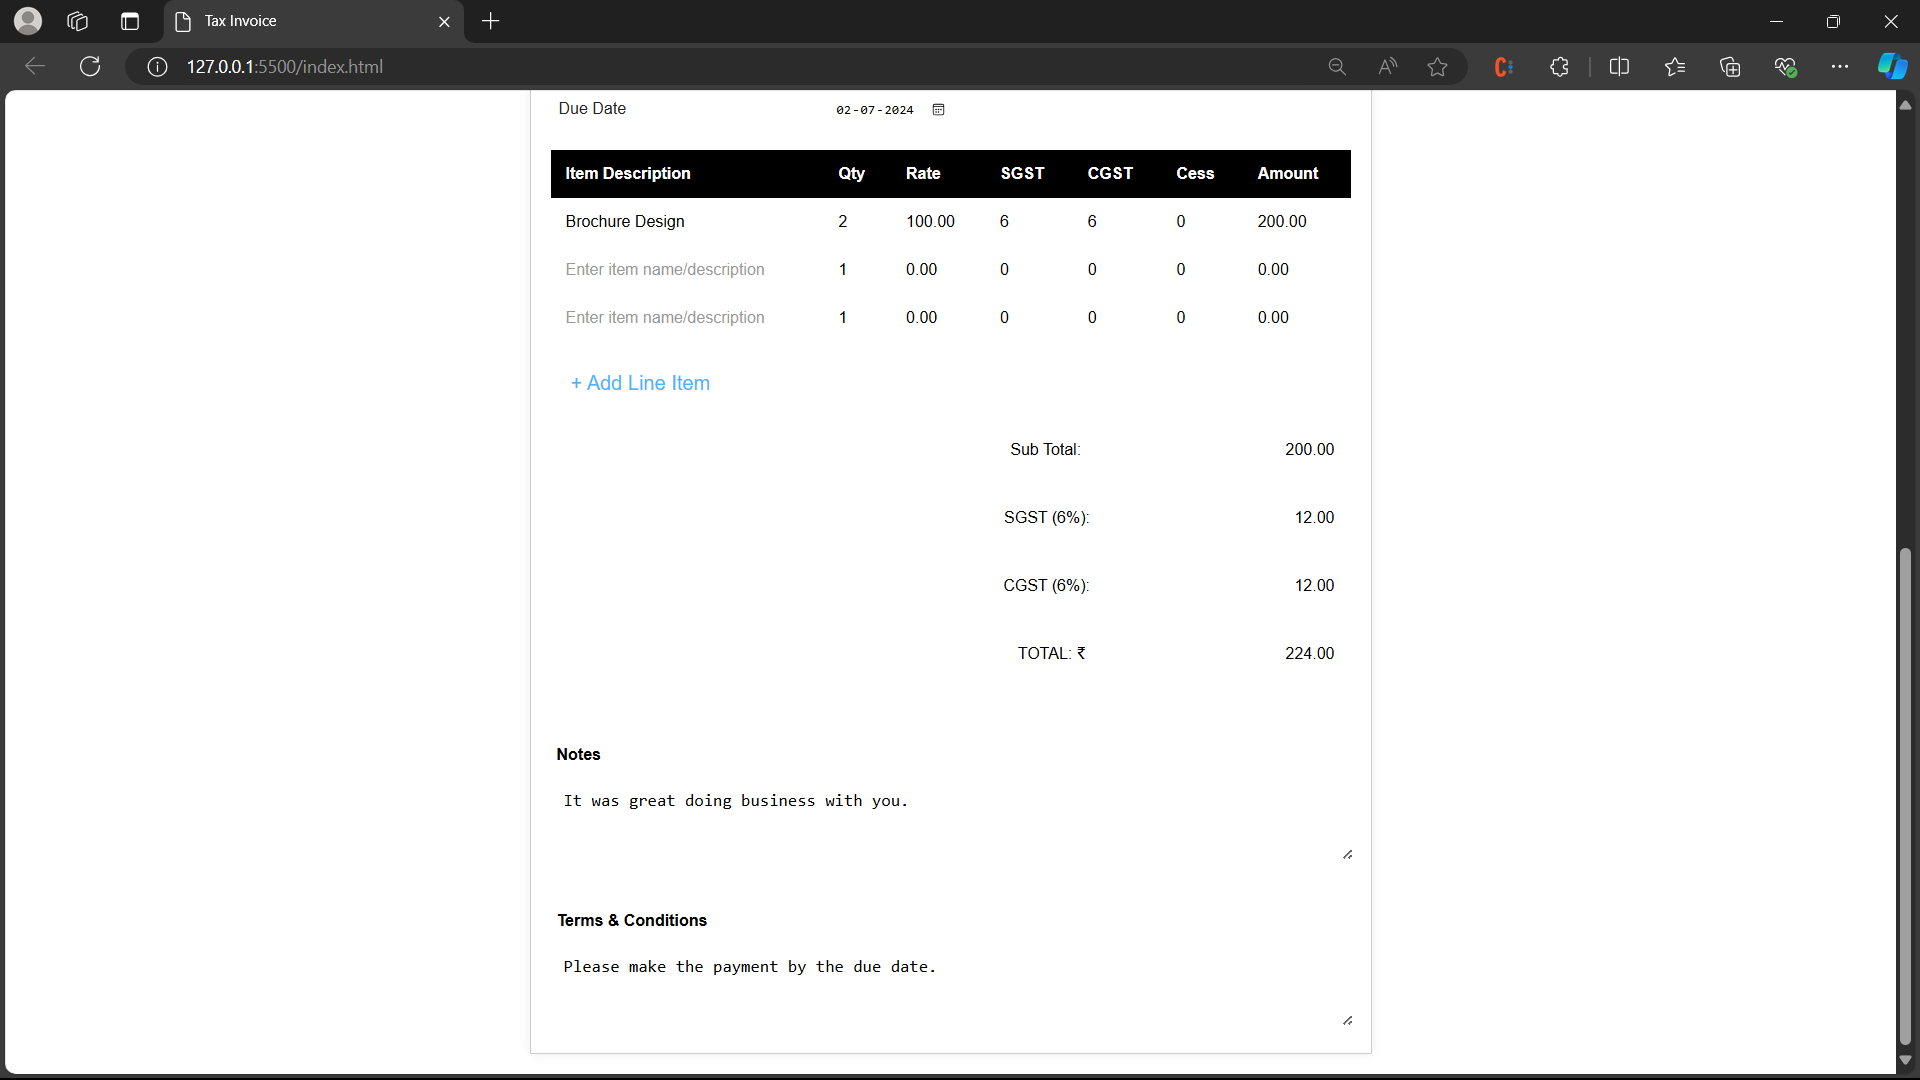 Tax Invoice
127.0.0.1:5500/index.html
Due Date 02-07-2024
Item Description Qty Rate SGST CGST Cess Amount
Brochure Design 2 100.00 6 6 0 200.00
Enter item name/description 1 0.00 0 0 0 0.00
Enter item name/description 1 0.00 0 0 0 0.00
+ Add Line Item
Sub Total: 200.00
SGST (6%): 12.00
CGST (6%): 12.00
TOTAL: ₹ 224.00
Notes
It was great doing business with you.
Terms & Conditions
Please make the payment by the due date.